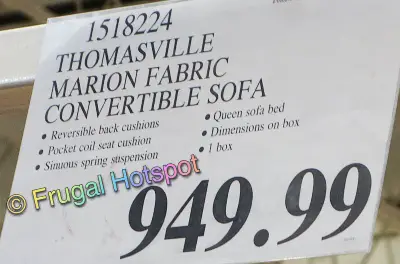 1518224
THOMASVILLE
MARION FABRIC
CONVERTIBLE SOFA
• Reversible back cushions
• Pocket coil seat cushion
• Sinuous spring suspension
• Queen sofa bed
• Dimensions on box
• 1 box
© Frugal Hotspot
949.99